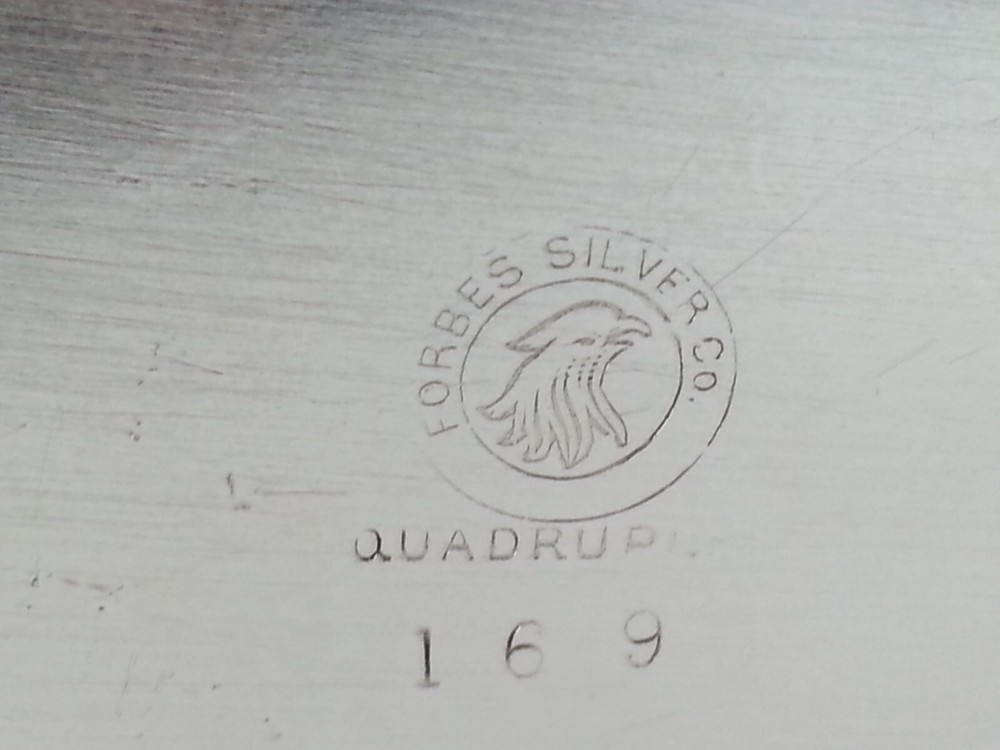 FORBES SILVER CO.
QUADRUPL
169